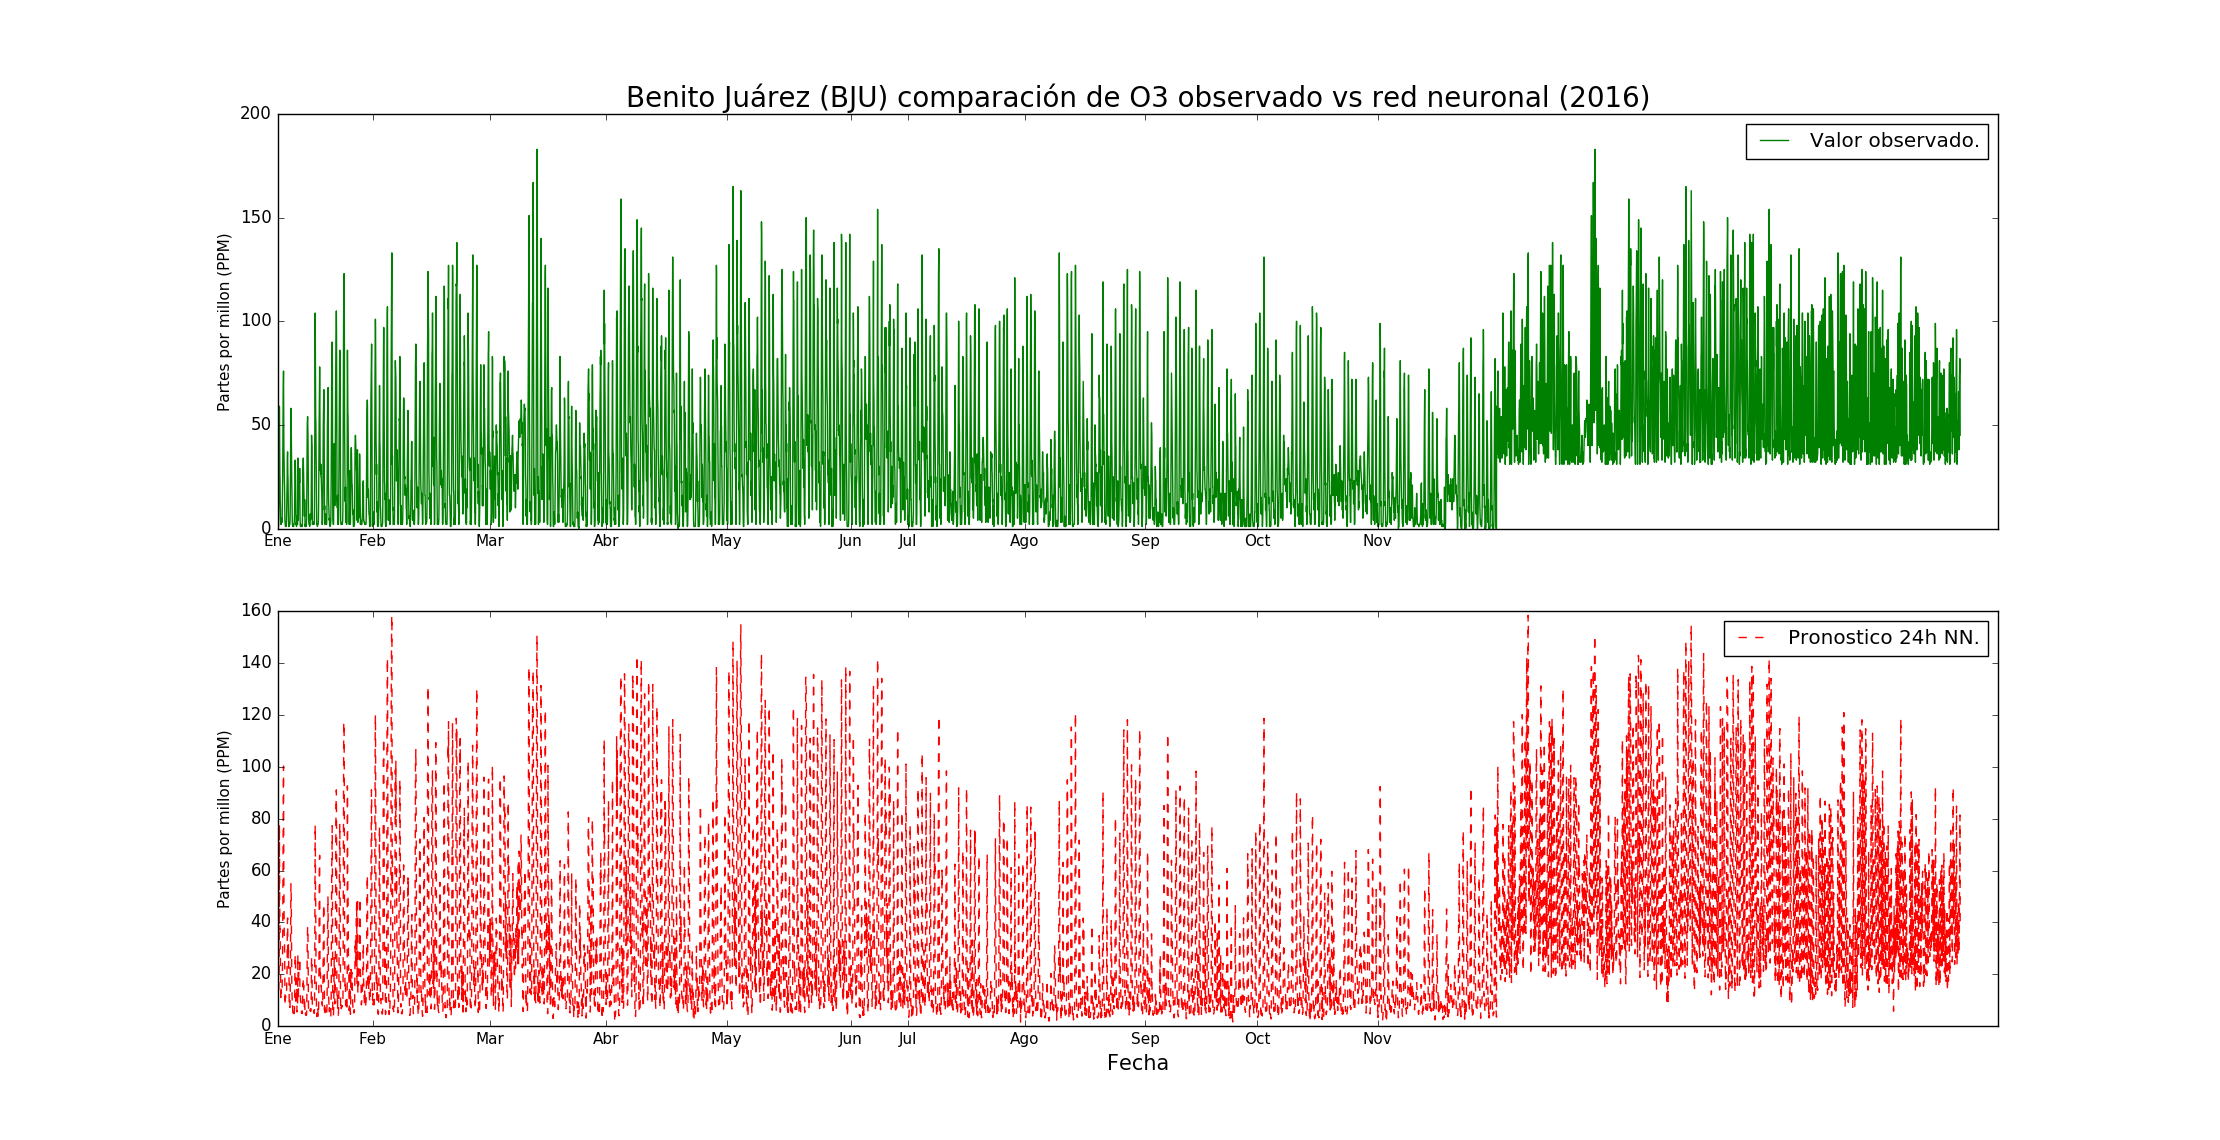 Benito Juárez (BJU) comparación de O3 observado vs red neuronal (2016)
200
150
100
50
0
Partes por millon (PPM)
Valor observado.
Ene Feb Mar Abr May Jun Jul Ago Sep Oct Nov
160
140
120
100
80
60
40
20
0
Partes por millon (PPM)
Pronostico 24h NN.
Ene Feb Mar Abr May Jun Jul Ago Sep Oct Nov
Fecha